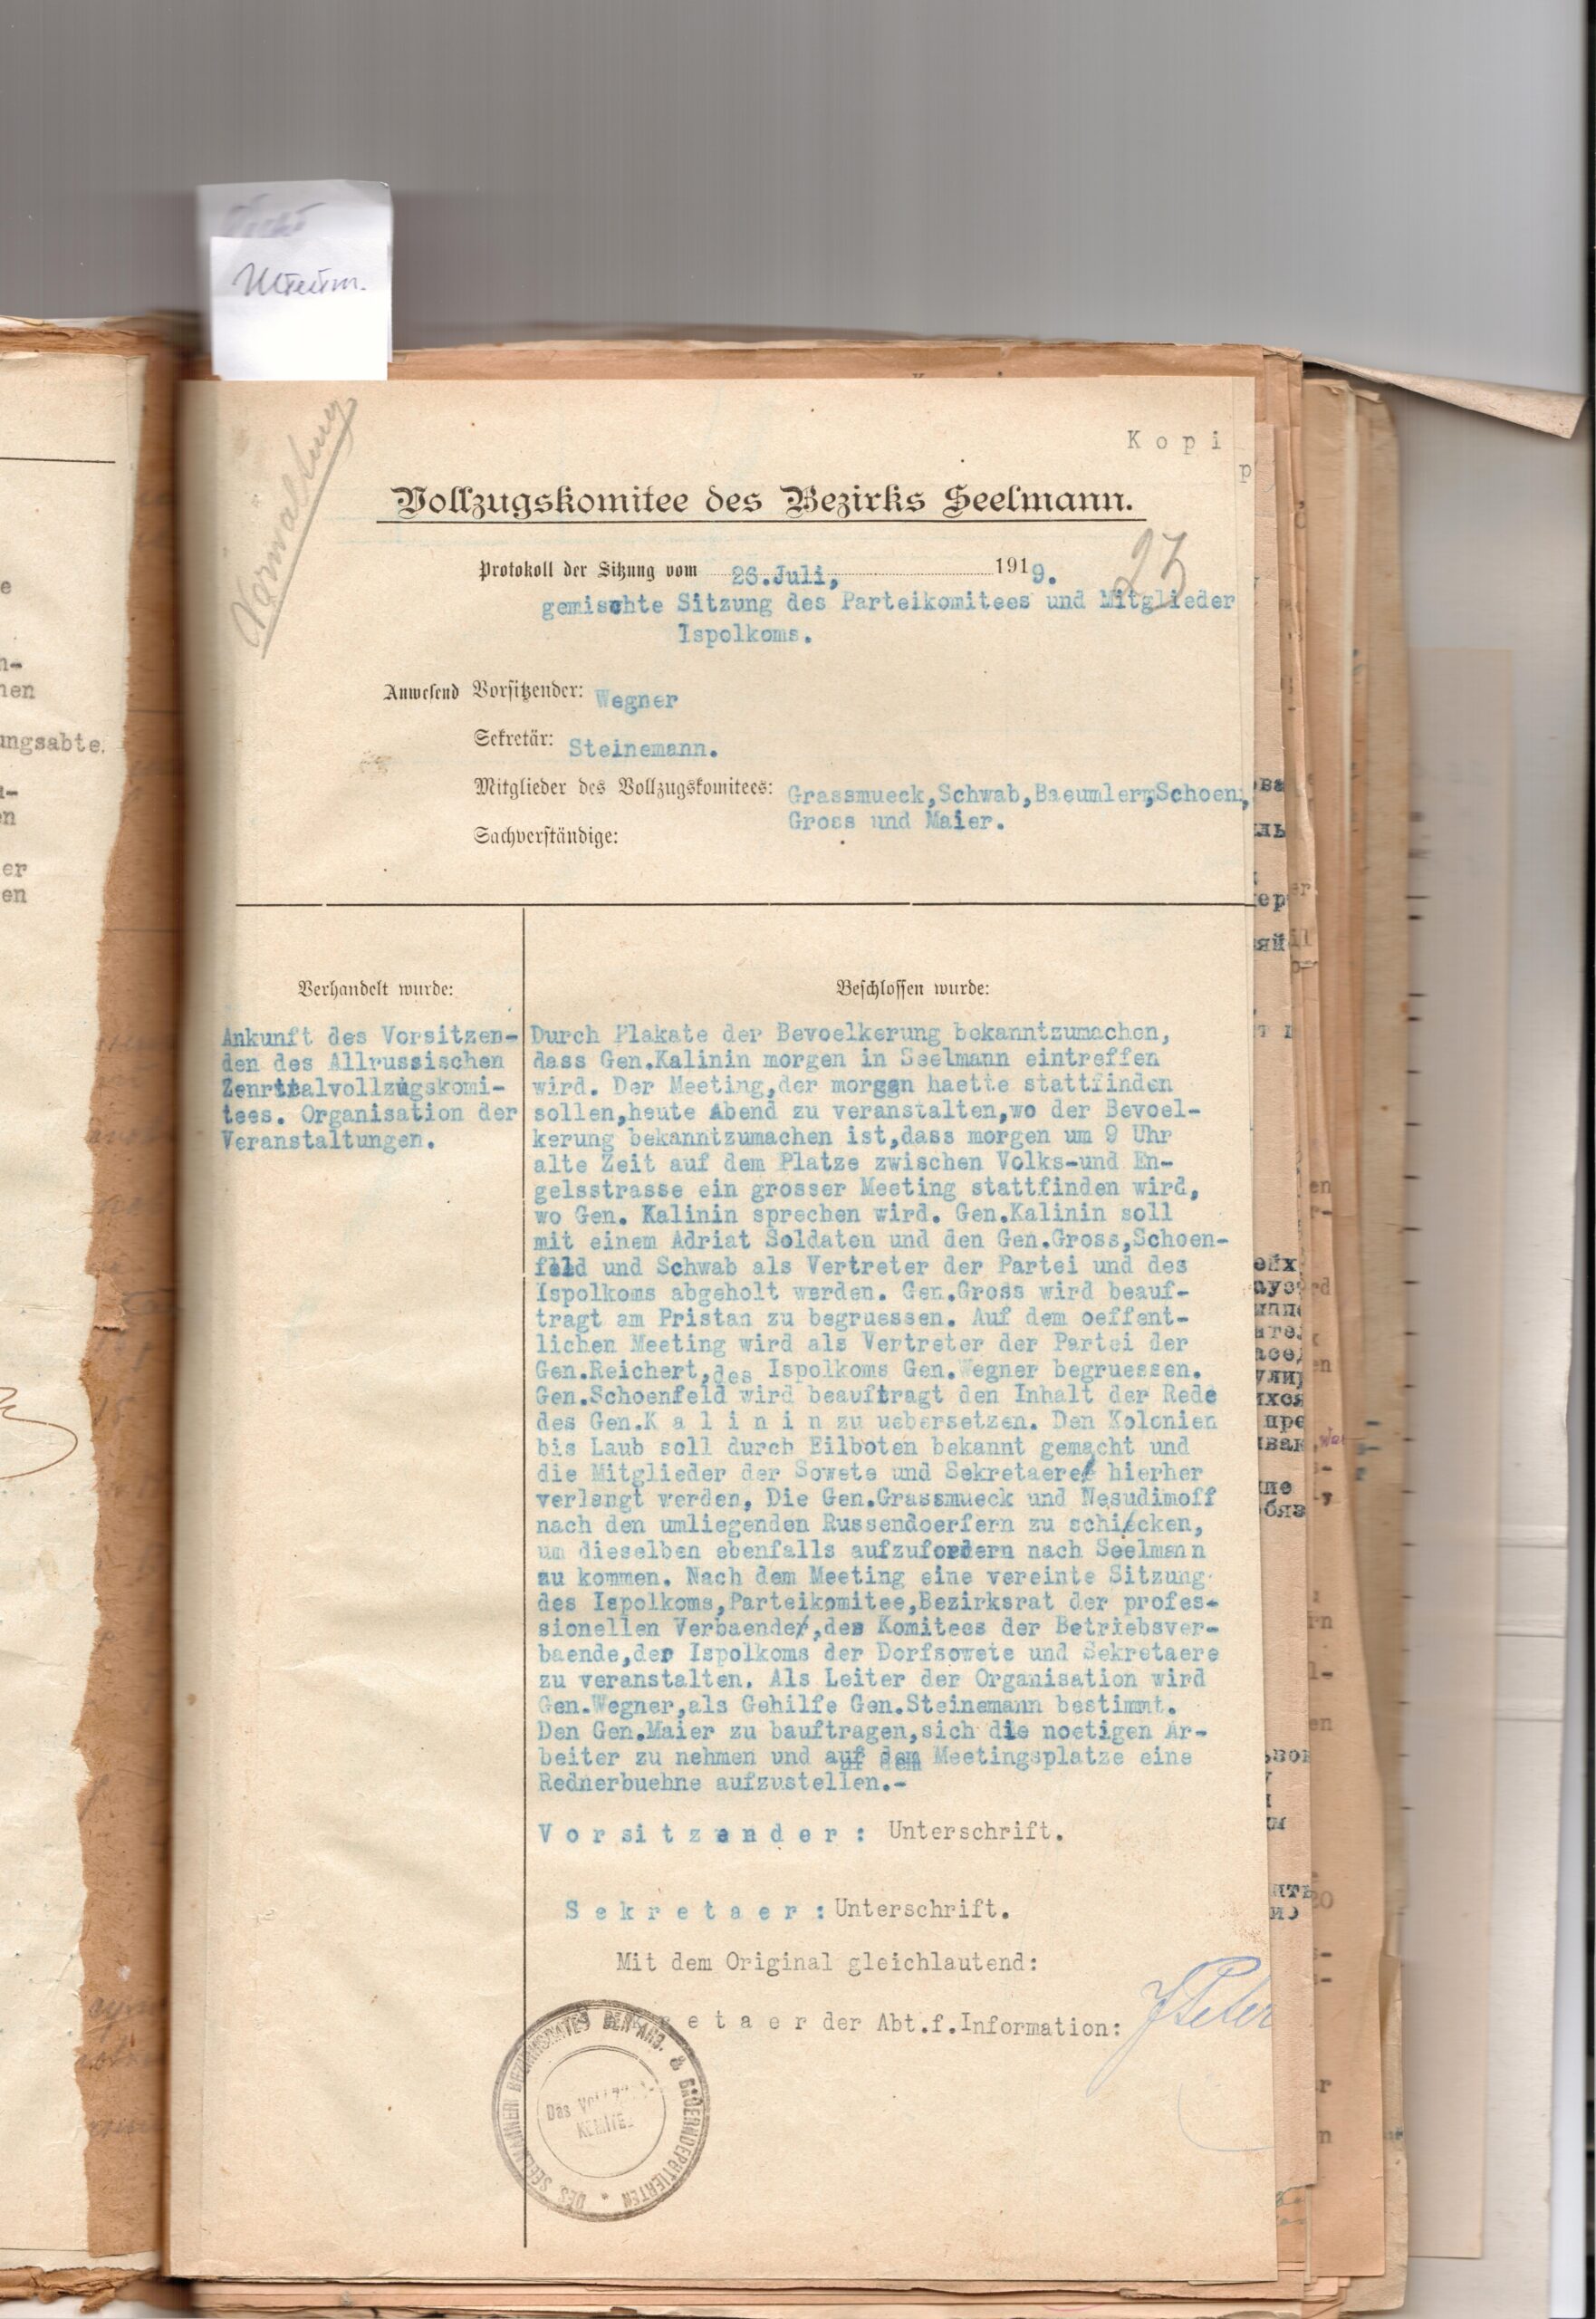 Kopi
p
Verwaltung
Vollzugskomitee des Bezirks Seelmann.
23
Protokoll der Sitzung vom 26.Juli, 1919.
gemischte Sitzung des Parteikomitees und Mitglieder
Ispolkoms.
Anwesend Vorsitzender: Wegner
Sekretär: Steinemann.
Mitglieder des Vollzugskomitees: Grassmueck,Schwab,Baeumler,Schoen,
Gross und Maier.
Sachverständige:
Verhandelt wurde:
Ankunft des Vorsitzen-
den des Allrussischen
Zenrtralvollzugskomi-
tees. Organisation der
Veranstaltungen.
Beschlossen wurde:
Durch Plakate der Bevoelkerung bekanntzumachen,
dass Gen.Kalinin morgen in Seelmann eintreffen
wird. Der Meeting,der morgen haette stattfinden
sollen,heute Abend zu veranstalten,wo der Bevoel-
kerung bekanntzumachen ist,dass morgen um 9 Uhr
alte Zeit auf dem Platze zwischen Volks-und En-
gelsstrasse ein grosser Meeting stattfinden wird,
wo Gen. Kalinin sprechen wird. Gen.Kalinin soll
mit einem Adriat Soldaten und den Gen.Gross,Schoen-
feld und Schwab als Vertreter der Partei und des
Ispolkoms abgeholt werden. Gen.Gross wird beauf-
tragt am Pristan zu begruessen. Auf dem oeffent-
lichen Meeting wird als Vertreter der Partei der
Gen.Reichert,des Ispolkoms Gen.Wegner begruessen.
Gen.Schoenfeld wird beauftragt den Inhalt der Rede
des Gen.K a l i n i n zu uebersetzen. Den Kolonien
bis Laub soll durch Eilboten bekannt gemacht und
die Mitglieder der Sowete und Sekretaere hierher
verlangt werden, Die Gen.Grassmueck und Nesudimoff
nach den umliegenden Russendoerfern zu schicken,
um dieselben ebenfalls aufzufordern nach Seelmann
zu kommen. Nach dem Meeting eine vereinte Sitzung
des Ispolkoms,Parteikomitee,Bezirksrat der profes-
sionellen Verbaende,des Komitees der Betriebsver-
baende,der Ispolkoms der Dorfsowete und Sekretaere
zu veranstalten. Als Leiter der Organisation wird
Gen.Wegner,als Gehilfe Gen.Steinemann bestimmt.
Den Gen.Maier zu bauftragen,sich die noetigen Ar-
beiter zu nehmen und auf dem Meetingsplatze eine
Rednerbuehne aufzustellen.-
V o r s i t z e n d e r : Unterschrift.
S e k r e t a e r : Unterschrift.
Mit dem Original gleichlautend:
e t a e r der Abt.f.Information:
DES SEELMANNER BEZIRKSRATES DER ARB. & BAUERNDEPUTIERTEN *
Das
KOMITEE
ungsabte.